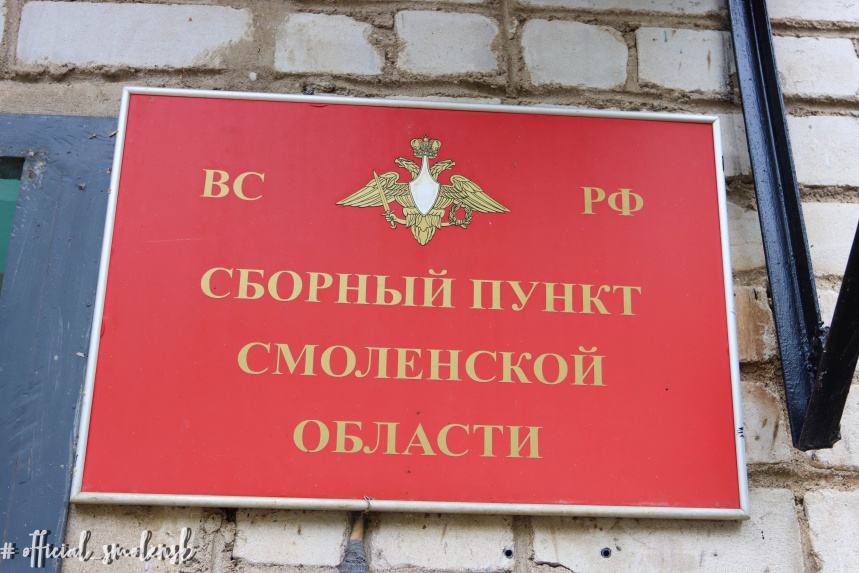 ВС РФ
СБОРНЫЙ ПУНКТ
СМОЛЕНСКОЙ
ОБЛАСТИ
# official_smolensk